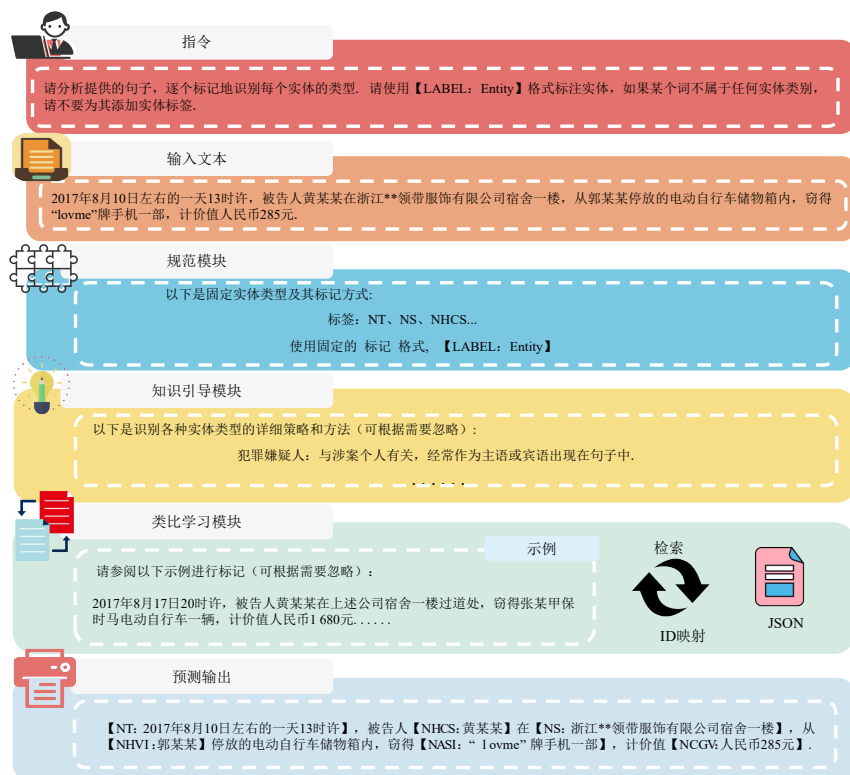 指令
请分析提供的句子，逐个标记地识别每个实体的类型. 请使用【LABEL：Entity】格式标注实体，如果某个词不属于任何实体类别，
请不要为其添加实体标签.
输入文本
2017年8月10日左右的一天13时许，被告人黄某某在浙江**领带服饰有限公司宿舍一楼，从郭某某停放的电动自行车储物箱内，窃得
“lovme”牌手机一部，计价值人民币285元.
规范模块
以下是固定实体类型及其标记方式:
标签：NT、NS、NHCS...
使用固定的 标记 格式, 【LABEL：Entity】
知识引导模块
以下是识别各种实体类型的详细策略和方法（可根据需要忽略）:
犯罪嫌疑人：与涉案个人有关，经常作为主语或宾语出现在句子中.
......
类比学习模块
示例
请参阅以下示例进行标记（可根据需要忽略）:
2017年8月17日20时许，被告人黄某某在上述公司宿舍一楼过道处，窃得张某甲保
时马电动自行车一辆，计价值人民币1 680元......
检索
ID映射
JSON
预测输出
【NT: 2017年8月10日左右的一天13时许】，被告人【NHCS:黄某某】在【NS: 浙江**领带服饰有限公司宿舍一楼】，从
【NHVI:郭某某】停放的电动自行车储物箱内，窃得【NASI:“ lovme”牌手机一部】，计价值【NCGV:人民币285元】.